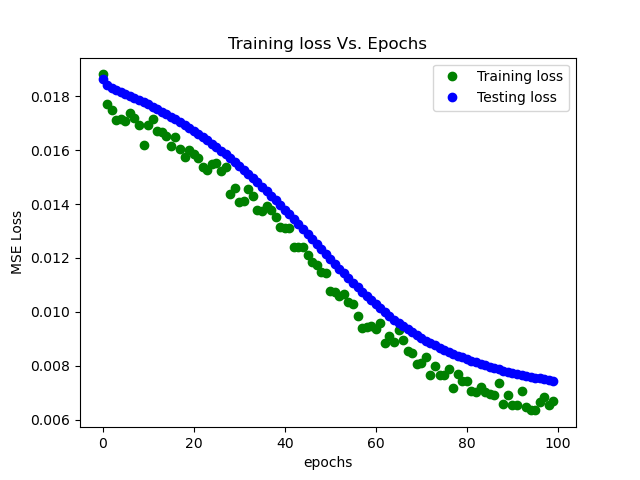 Training loss Vs. Epochs
Training loss
Testing loss
0.018
0.016
0.014
0.012
0.010
0.008
0.006
MSE Loss
0 20 40 60 80 100
epochs